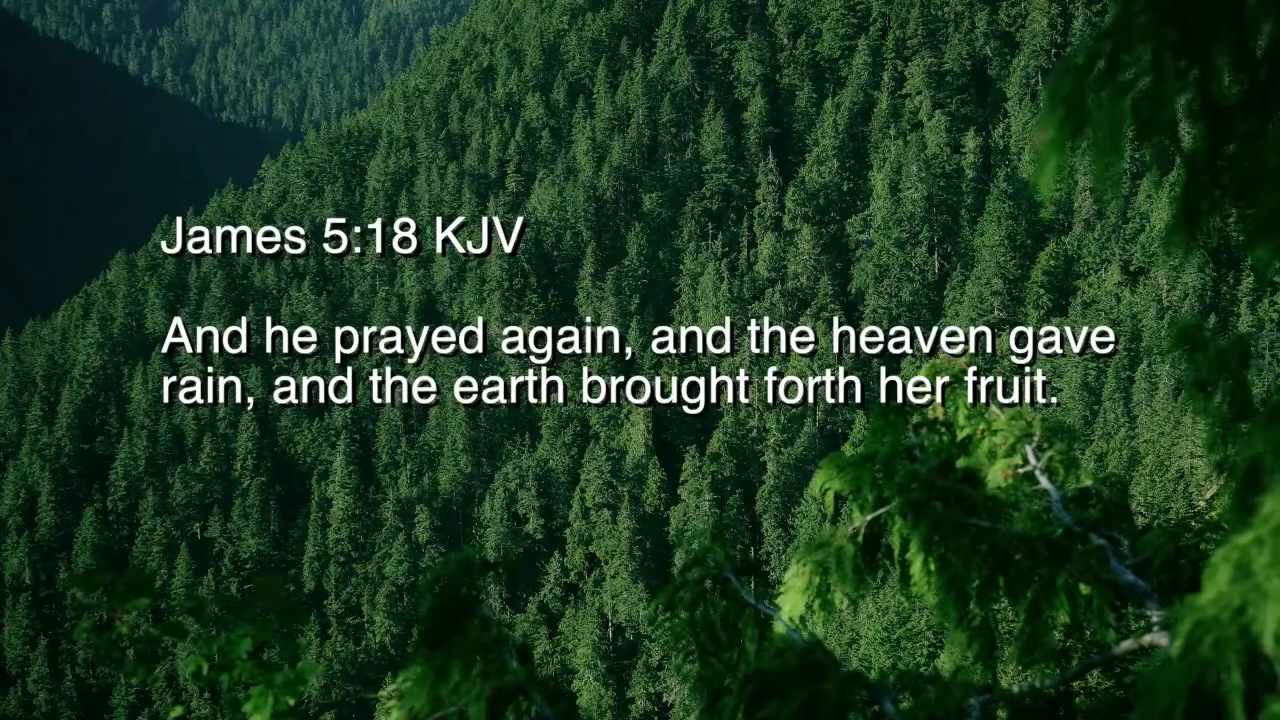 James 5:18 KJV
And he prayed again, and the heaven gave
rain, and the earth brought forth her fruit.